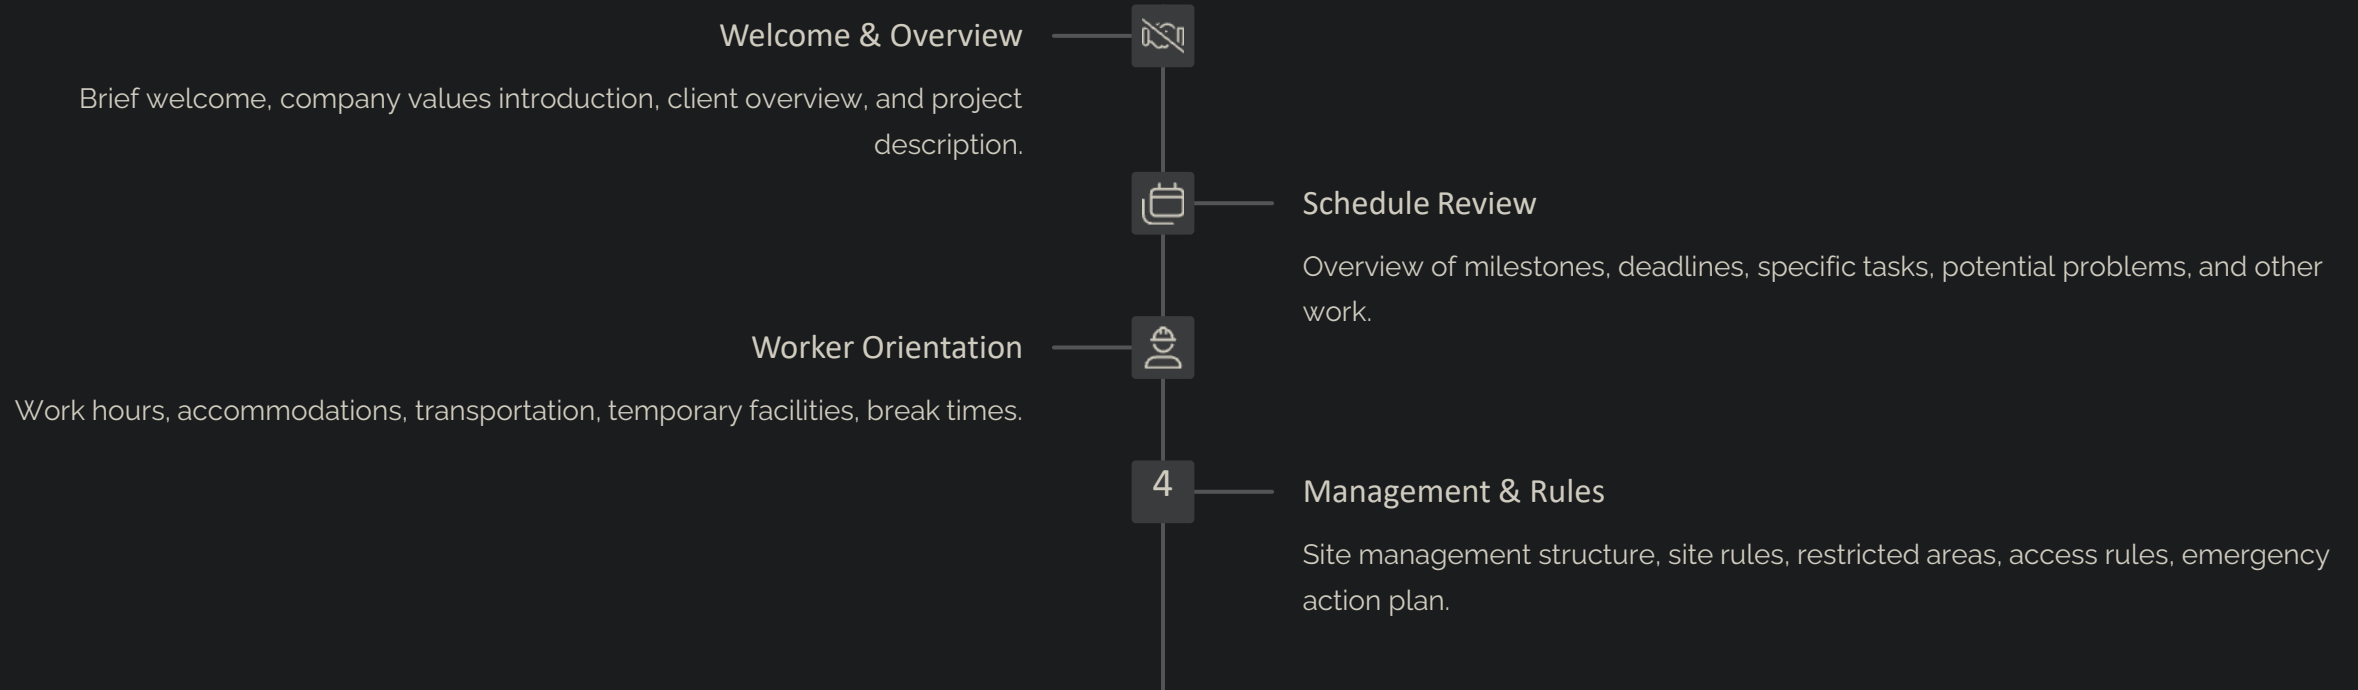 Welcome & Overview
Brief welcome, company values introduction, client overview, and project
description.
Schedule Review
Overview of milestones, deadlines, specific tasks, potential problems, and other
work.
Worker Orientation
Work hours, accommodations, transportation, temporary facilities, break times.
4
Management & Rules
Site management structure, site rules, restricted areas, access rules, emergency
action plan.